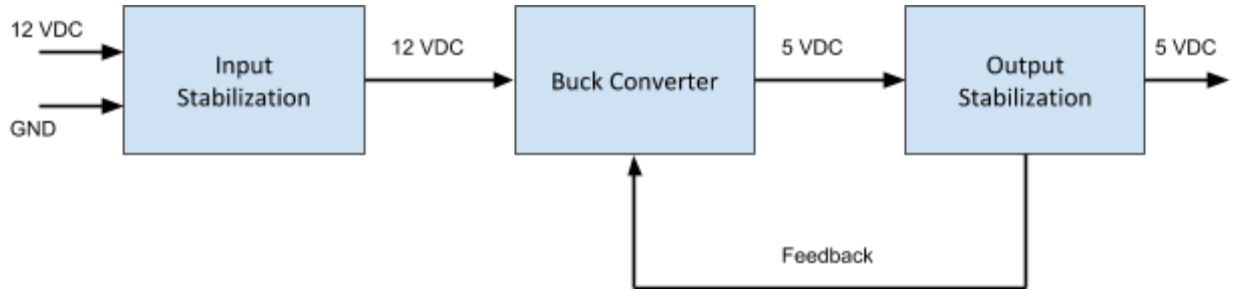 12 VDC
GND
Input
Stabilization
12 VDC
Buck Converter
5 VDC
Output
Stabilization
5 VDC
Feedback